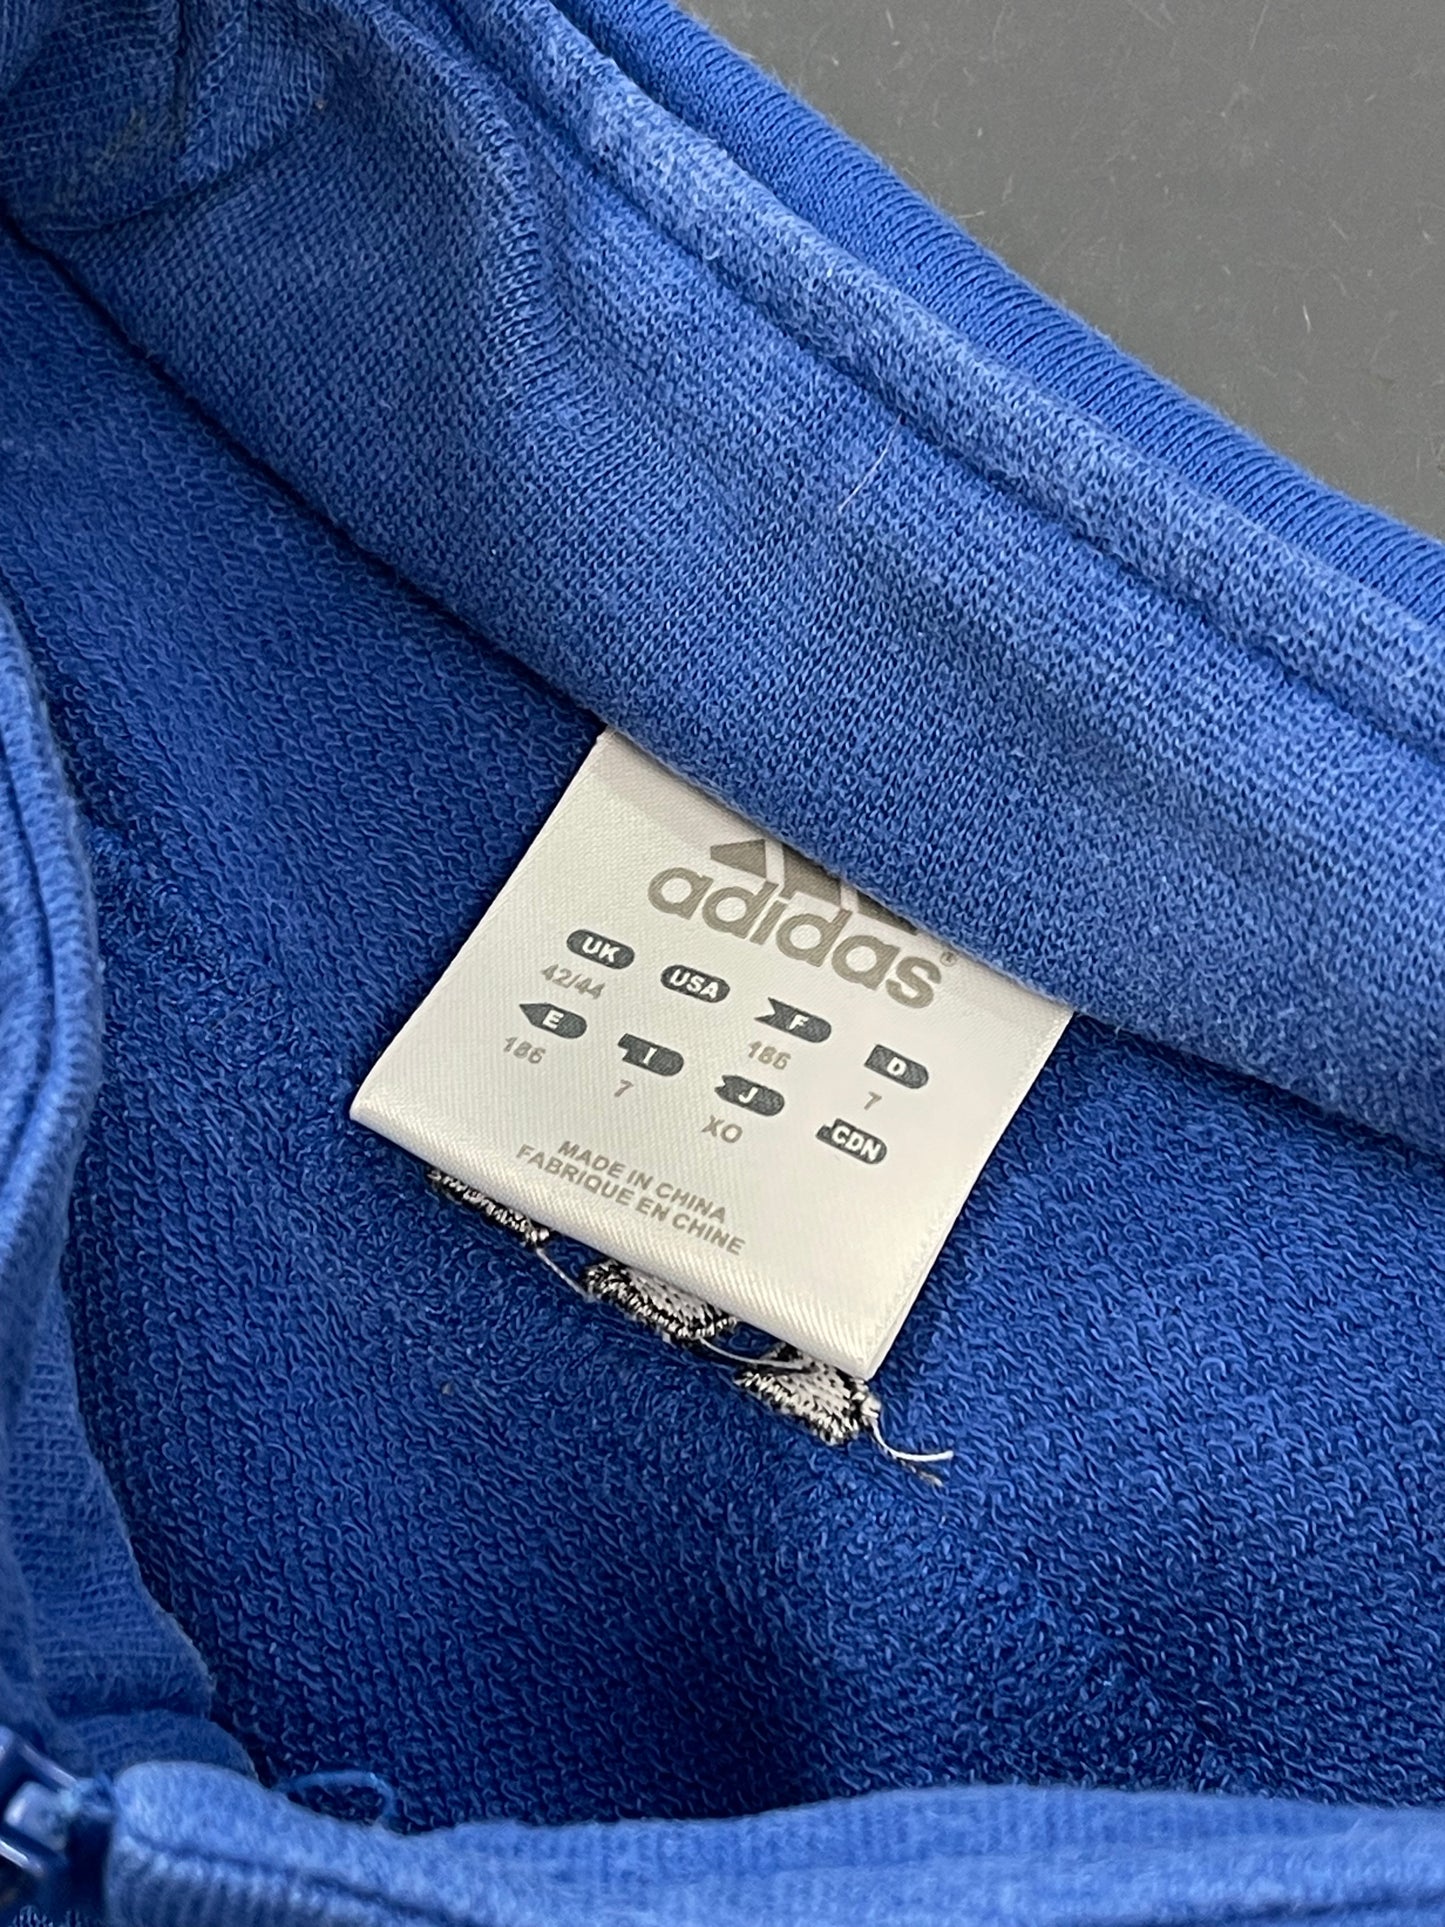 adidas®
UK USA F D
42/44 186 7
E I J CDN
186 7 XO
MADE IN CHINA
FABRIQUE EN CHINE